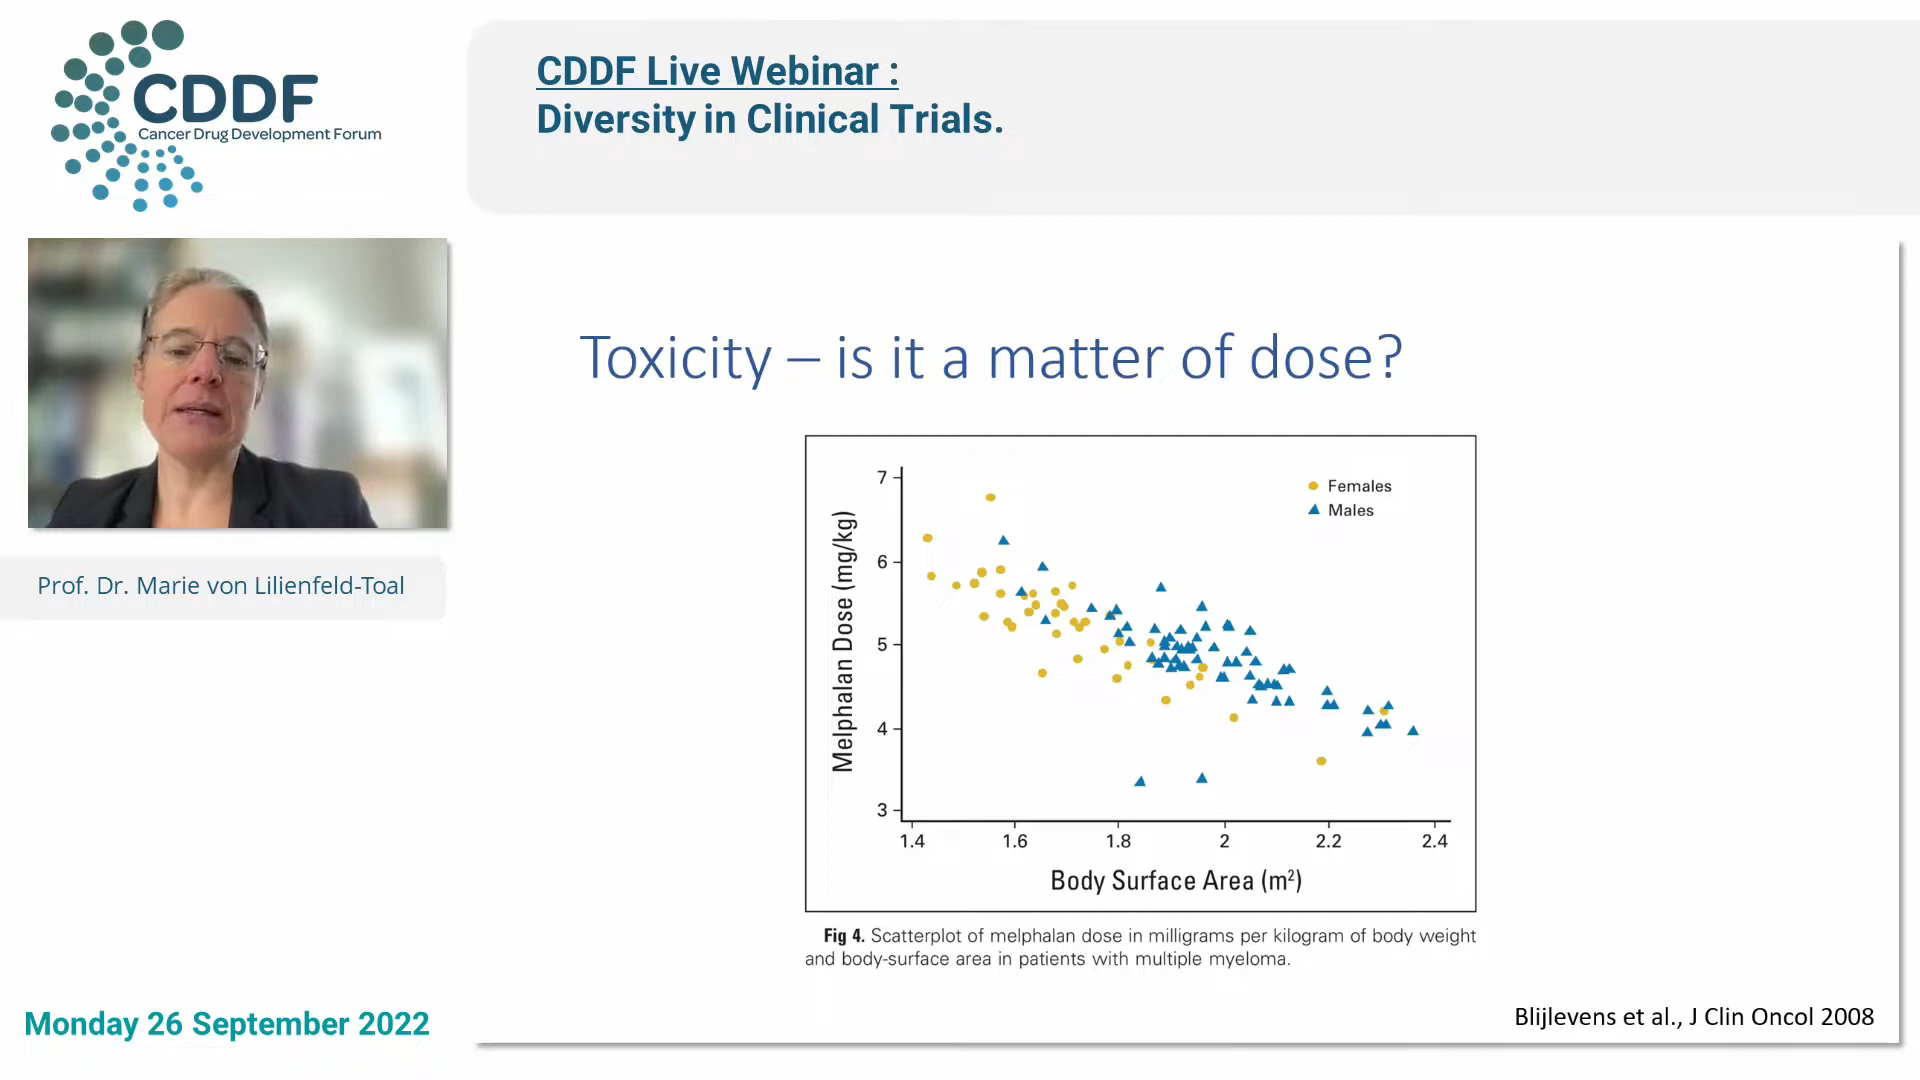 CDDF
Cancer Drug Development Forum
CDDF Live Webinar :
Diversity in Clinical Trials.
Prof. Dr. Marie von Lilienfeld-Toal
Toxicity – is it a matter of dose?
Females
Males
Melphalan Dose (mg/kg)
7
6
5
4
3
1.4 1.6 1.8 2 2.2 2.4
Body Surface Area (m²)
Fig 4. Scatterplot of melphalan dose in milligrams per kilogram of body weight
and body-surface area in patients with multiple myeloma.
Monday 26 September 2022
Blijlevens et al., J Clin Oncol 2008